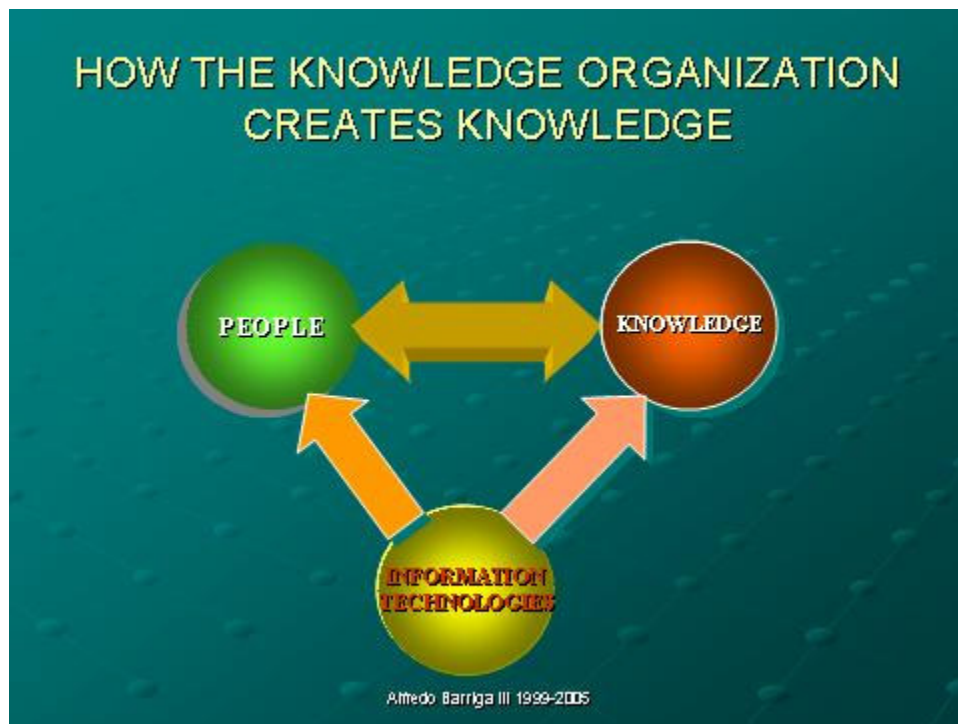 HOW THE KNOWLEDGE ORGANIZATION
CREATES KNOWLEDGE
PEOPLE
KNOWLEDGE
INFORMATION
TECHNOLOGIES
Alfredo Barriga III 1999-2005